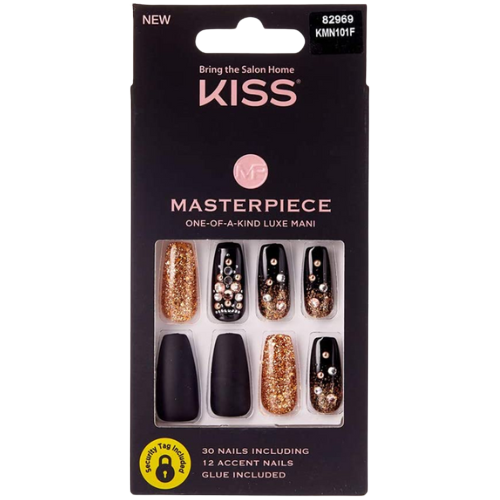 NEW
82969
KMN101F
Bring the Salon Home
KISS
MP
MASTERPIECE
ONE-OF-A-KIND LUXE MANI
Security Tag Included
30 NAILS INCLUDING
12 ACCENT NAILS
GLUE INCLUDED